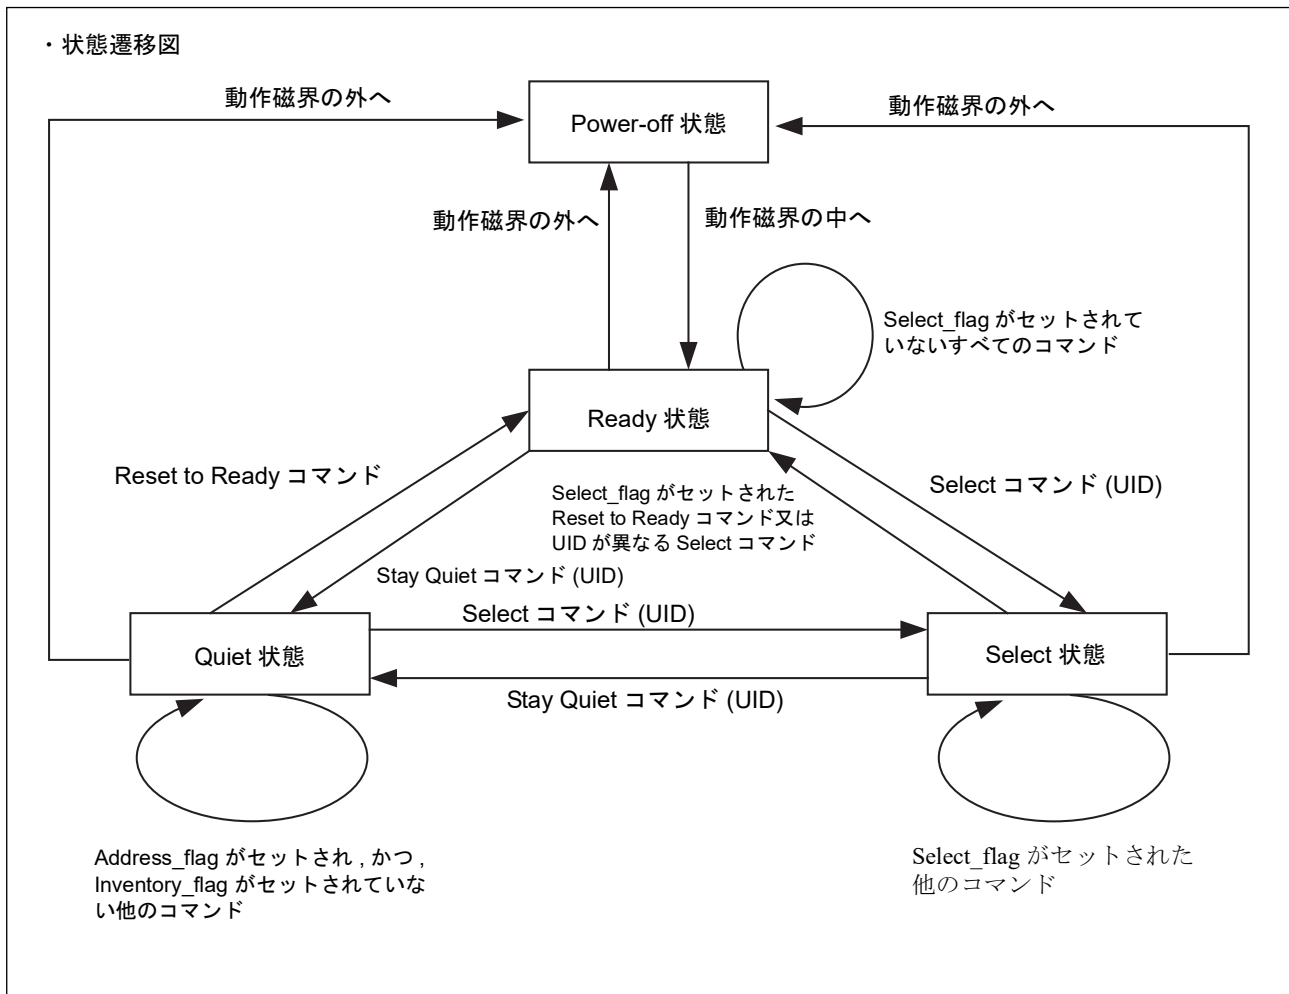 ・状態遷移図
動作磁界の外へ
動作磁界の外へ
Power-off 状態
動作磁界の外へ
動作磁界の中へ
Select_flag がセットされて
いないすべてのコマンド
Ready 状態
Reset to Ready コマンド
Select_flag がセットされた
Reset to Ready コマンド又は
UID が異なる Select コマンド
Select コマンド (UID)
Stay Quiet コマンド (UID)
Select コマンド (UID)
Quiet 状態
Select 状態
Stay Quiet コマンド (UID)
Address_flag がセットされ , かつ ,
Inventory_flag がセットされていな
い他のコマンド
Select_flag がセットされた
他のコマンド